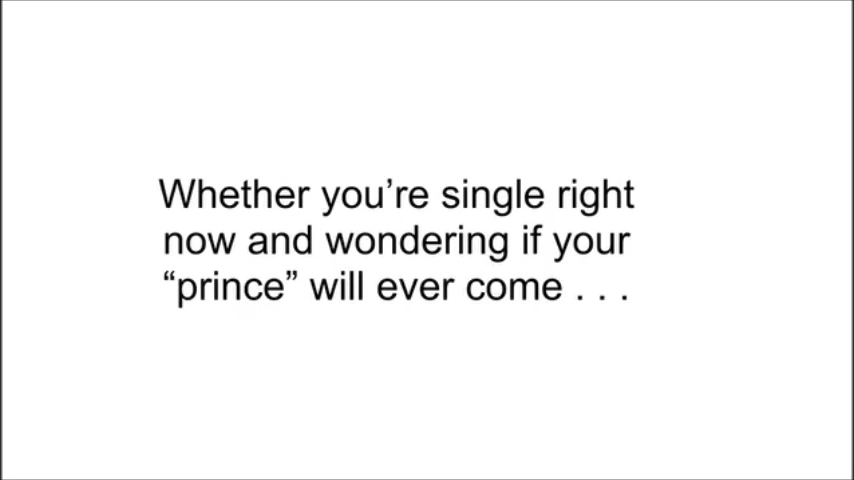 Whether you’re single right
now and wondering if your
“prince” will ever come . . .